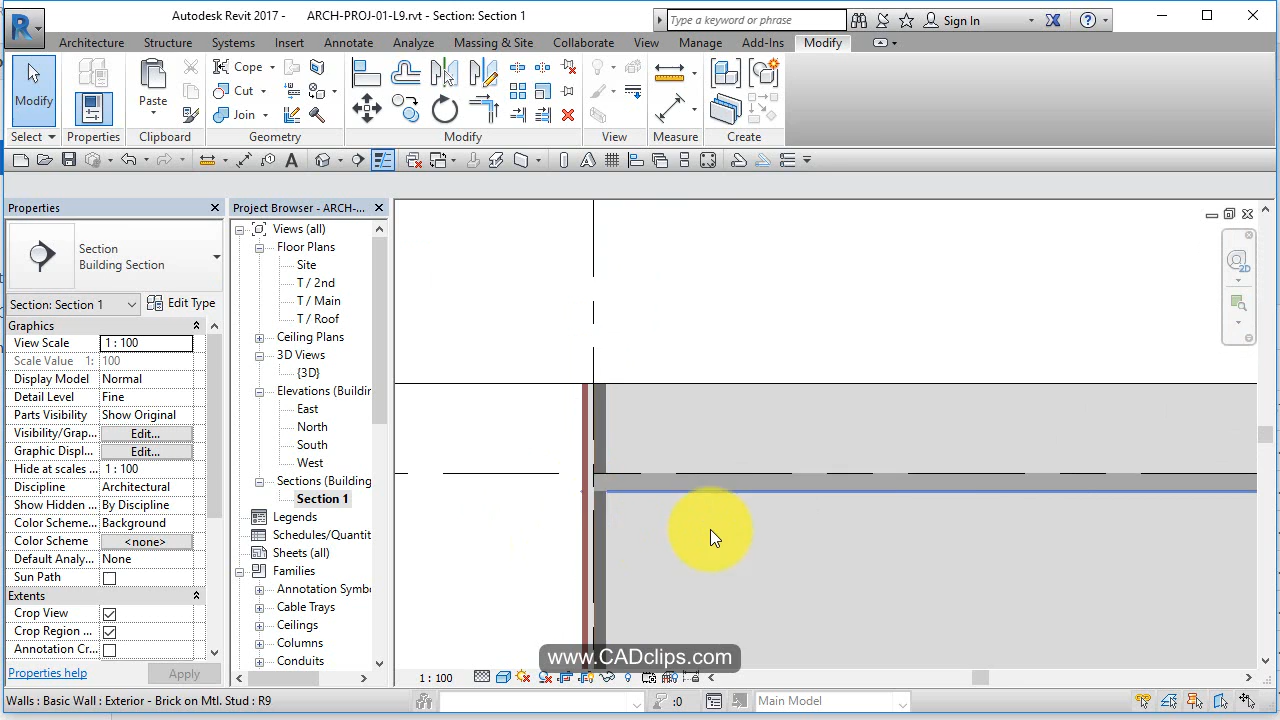 Autodesk Revit 2017 - ARCH-PROJ-01-L9.rvt - Section: Section 1
Type a keyword or phrase
Sign In
Architecture Structure Systems Insert Annotate Analyze Massing & Site Collaborate View Manage Add-Ins Modify
Modify Paste Cope Cut Join
Select Properties Clipboard Geometry Modify View Measure Create
Properties
Project Browser - ARCH-...
Section
Building Section
Section: Section 1 Edit Type
Graphics
View Scale 1 : 100
Scale Value 1: 100
Display Model Normal
Detail Level Fine
Parts Visibility Show Original
Visibility/Grap... Edit...
Graphic Displ... Edit...
Hide at scales ... 1 : 100
Discipline Architectural
Show Hidden ... By Discipline
Color Scheme... Background
Color Scheme <none>
Default Analy... None
Sun Path
Extents
Crop View
Crop Region ...
Annotation Cr...
Properties help Apply
Views (all)
Floor Plans
Site
T / 2nd
T / Main
T / Roof
Ceiling Plans
3D Views
{3D}
Elevations (Buildin
East
North
South
West
Sections (Building
Section 1
Legends
Schedules/Quantit
Sheets (all)
Families
Annotation Symb
Cable Trays
Ceilings
Columns
Conduits
2D
www.CADclips.com
1 : 100
Walls : Basic Wall : Exterior - Brick on Mtl. Stud : R9
:0
Main Model